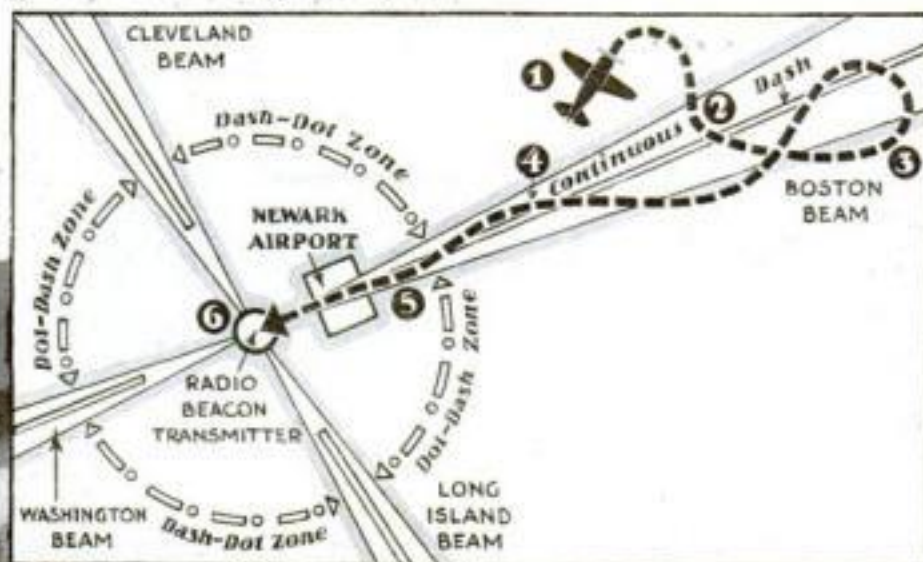 CLEVELAND
BEAM
Dash-Dot Zone
1
2
Dash
Continuous
4
3
BOSTON
BEAM
NEWARK
AIRPORT
Dot-Dash Zone
6
5
RADIO
BEACON
TRANSMITTER
Dot-Dash Zone
WASHINGTON
BEAM
Dash-Dot Zone
LONG
ISLAND
BEAM